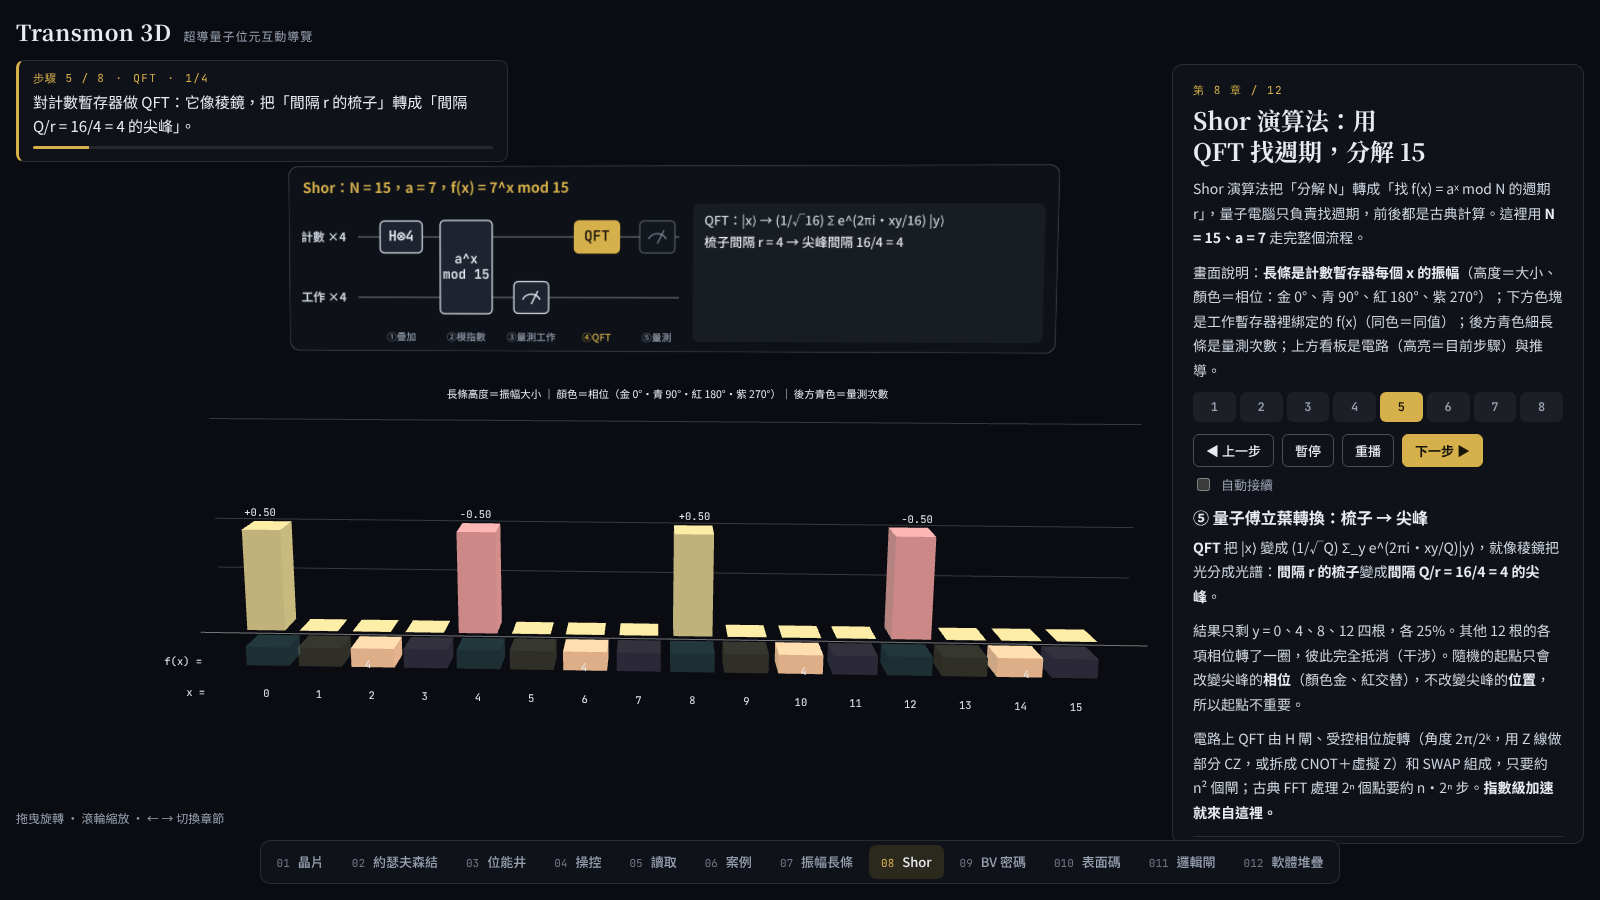 Transmon 3D 超導量子位元互動導覽
步驟 5 / 8 · QFT · 1/4
對計數暫存器做 QFT：它像稜鏡，把「間隔 r 的梳子」轉成「間隔
Q/r = 16/4 = 4 的尖峰」。
Shor：N = 15，a = 7，f(x) = 7^x mod 15
計數 ×4
H⊗4
a^x
mod 15
QFT
工作 ×4
①疊加 ②模指數 ③量測工作 ④QFT ⑤量測
QFT：|x⟩ → (1/√16) Σ e^(2πi·xy/16) |y⟩
梳子間隔 r = 4 → 尖峰間隔 16/4 = 4
長條高度＝振幅大小 ｜ 顏色＝相位（金 0°・青 90°・紅 180°・紫 270°） ｜ 後方青色＝量測次數
+0.50 -0.50 +0.50 -0.50
f(x) = 4 4 4 4
x = 0 1 2 3 4 5 6 7 8 9 10 11 12 13 14 15
拖曳旋轉 · 滾輪縮放 · ← → 切換章節
第 8 章 / 12
Shor 演算法：用
QFT 找週期，分解 15
Shor 演算法把「分解 N」轉成「找 f(x) = aˣ mod N 的週期
r」，量子電腦只負責找週期，前後都是古典計算。這裡用 N
= 15、a = 7 走完整個流程。
畫面說明：長條是計數暫存器每個 x 的振幅（高度＝大小、
顏色＝相位：金 0°、青 90°、紅 180°、紫 270°）；下方色塊
是工作暫存器裡綁定的 f(x)（同色＝同值）；後方青色細長
條是量測次數；上方看板是電路（高亮＝目前步驟）與推
導。
1 2 3 4 5 6 7 8
◀ 上一步 暫停 重播 下一步 ▶
自動接續
⑤ 量子傅立葉轉換：梳子 → 尖峰
QFT 把 |x⟩ 變成 (1/√Q) Σ_y e^(2πi·xy/Q)|y⟩，就像稜鏡把
光分成光譜：間隔 r 的梳子變成間隔 Q/r = 16/4 = 4 的尖
峰。
結果只剩 y = 0、4、8、12 四根，各 25%。其他 12 根的各
項相位轉了一圈，彼此完全抵消（干涉）。隨機的起點只會
改變尖峰的相位（顏色金、紅交替），不改變尖峰的位置，
所以起點不重要。
電路上 QFT 由 H 閘、受控相位旋轉（角度 2π/2ᵏ，用 Z 線做
部分 CZ，或拆成 CNOT＋虛擬 Z）和 SWAP 組成，只要約
n² 個閘；古典 FFT 處理 2ⁿ 個點要約 n·2ⁿ 步。指數級加速
就來自這裡。
01 晶片 02 約瑟夫森結 03 位能井 04 操控 05 讀取 06 案例 07 振幅長條 08 Shor 09 BV 密碼 010 表面碼 011 邏輯閘 012 軟體堆疊